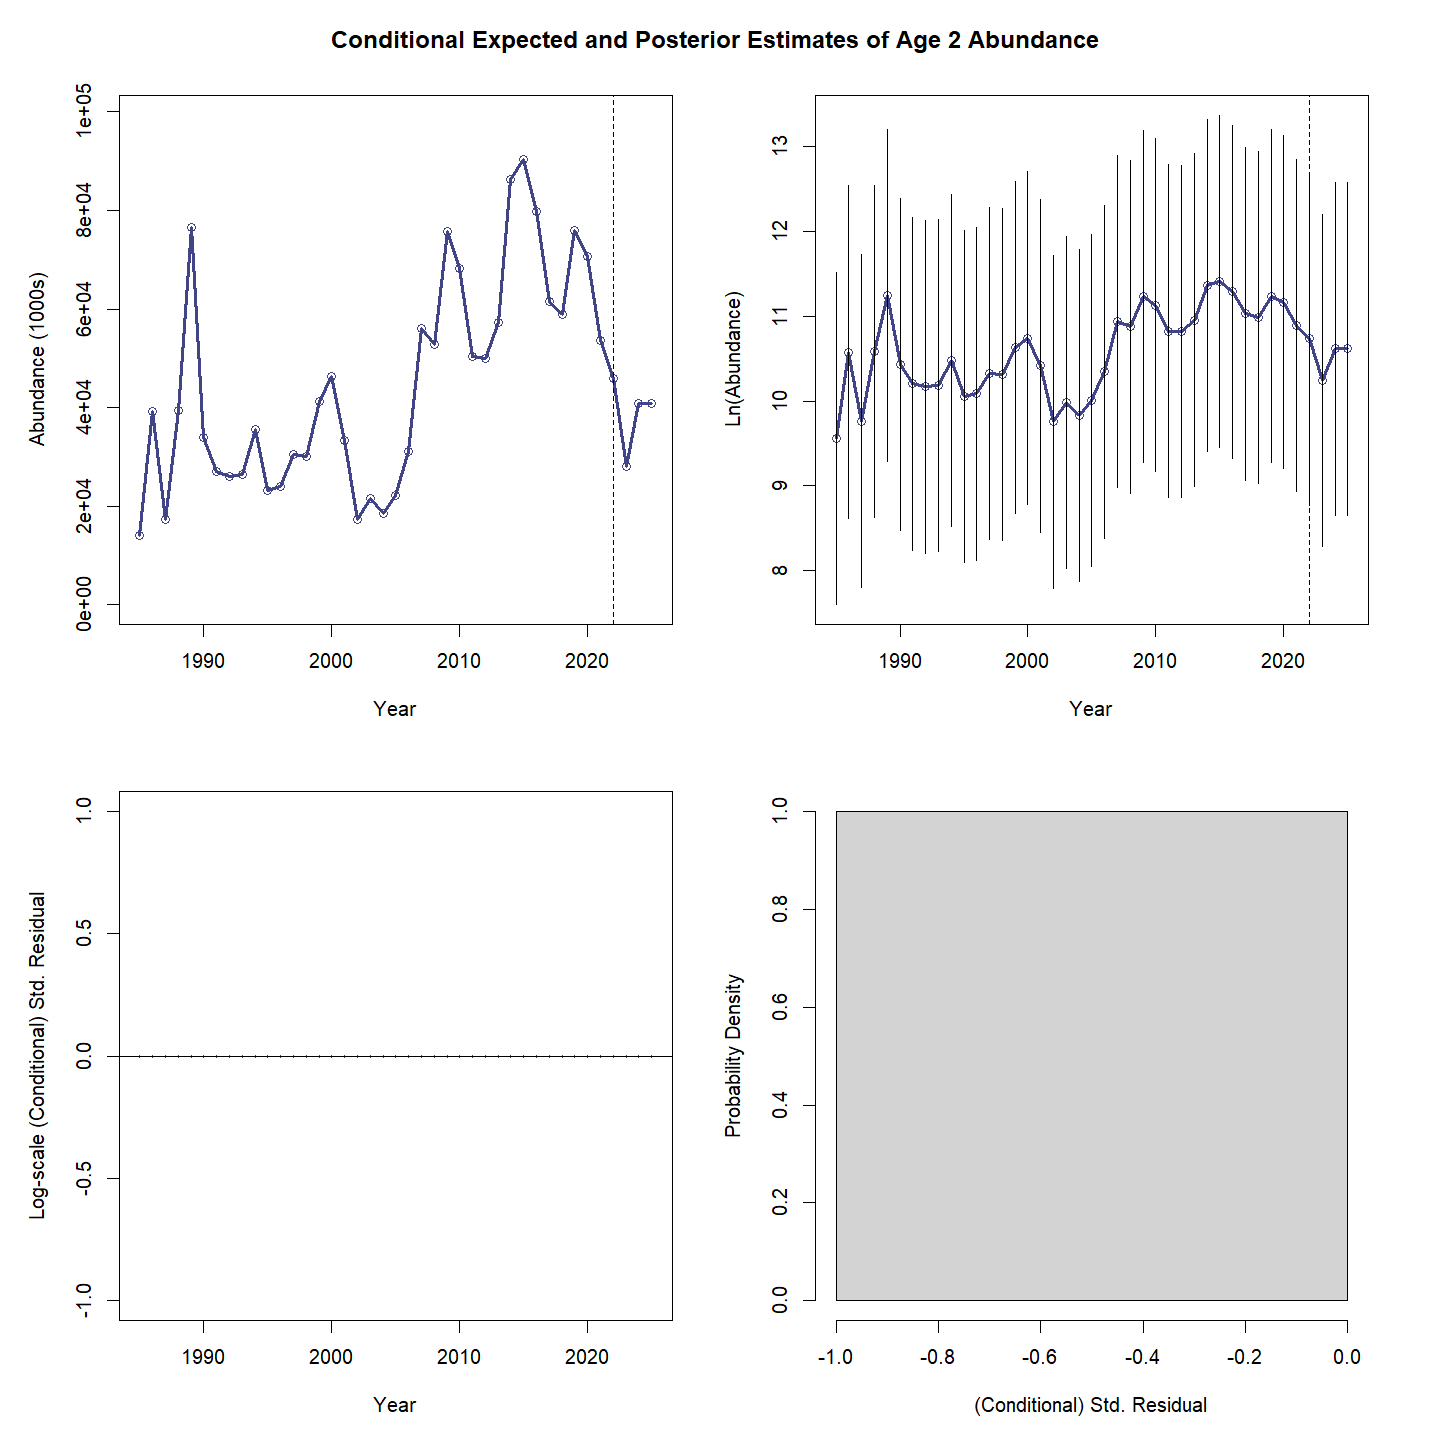 Conditional Expected and Posterior Estimates of Age 2 Abundance
Abundance (1000s)
1e+05
8e+04
6e+04
4e+04
2e+04
0e+00
1990 2000 2010 2020
Year
Ln(Abundance)
13
12
11
10
9
8
1990 2000 2010 2020
Year
Log-scale (Conditional) Std. Residual
1.0
0.5
0.0
-0.5
-1.0
1990 2000 2010 2020
Year
Probability Density
1.0
0.8
0.6
0.4
0.2
0.0
-1.0 -0.8 -0.6 -0.4 -0.2 0.0
(Conditional) Std. Residual